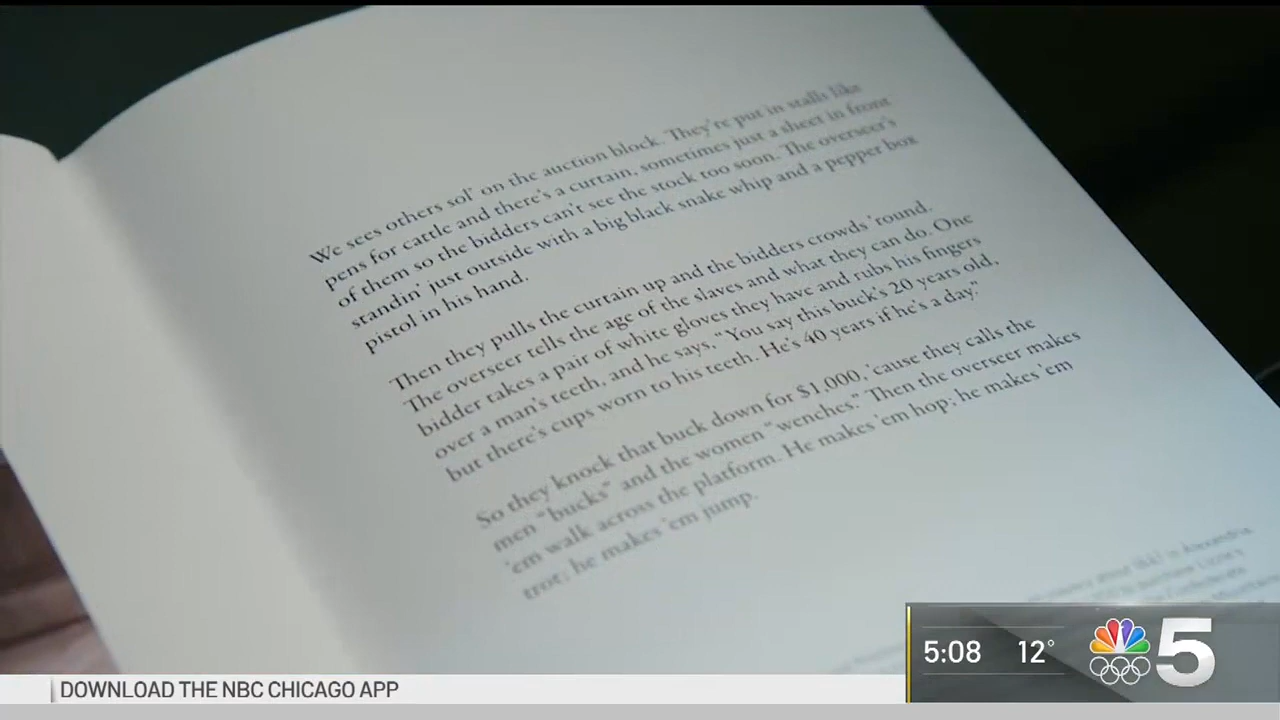 We sees others sol' on the auction block. They're put in stalls like
pens for cattle and there's a curtain, sometimes just a sheet in front
of them so the bidders can't see the stock too soon. The overseer's
standin' just outside with a big black snake whip and a pepper box
pistol in his hand.
Then they pulls the curtain up and the bidders crowds 'round.
The overseer tells the age of the slaves and what they can do. One
bidder takes a pair of white gloves they have and rubs his fingers
over a man's teeth, and he says, "You say this buck's 20 years old,
but there's cups worn to his teeth. He's 40 years if he's a day."
So they knock that buck down for $1,000, 'cause they calls the
men "bucks" and the women "wenches." Then the overseer makes
'em walk across the platform. He makes 'em hop; he makes 'em
trot; he makes 'em jump.
5:08 12° 5
DOWNLOAD THE NBC CHICAGO APP